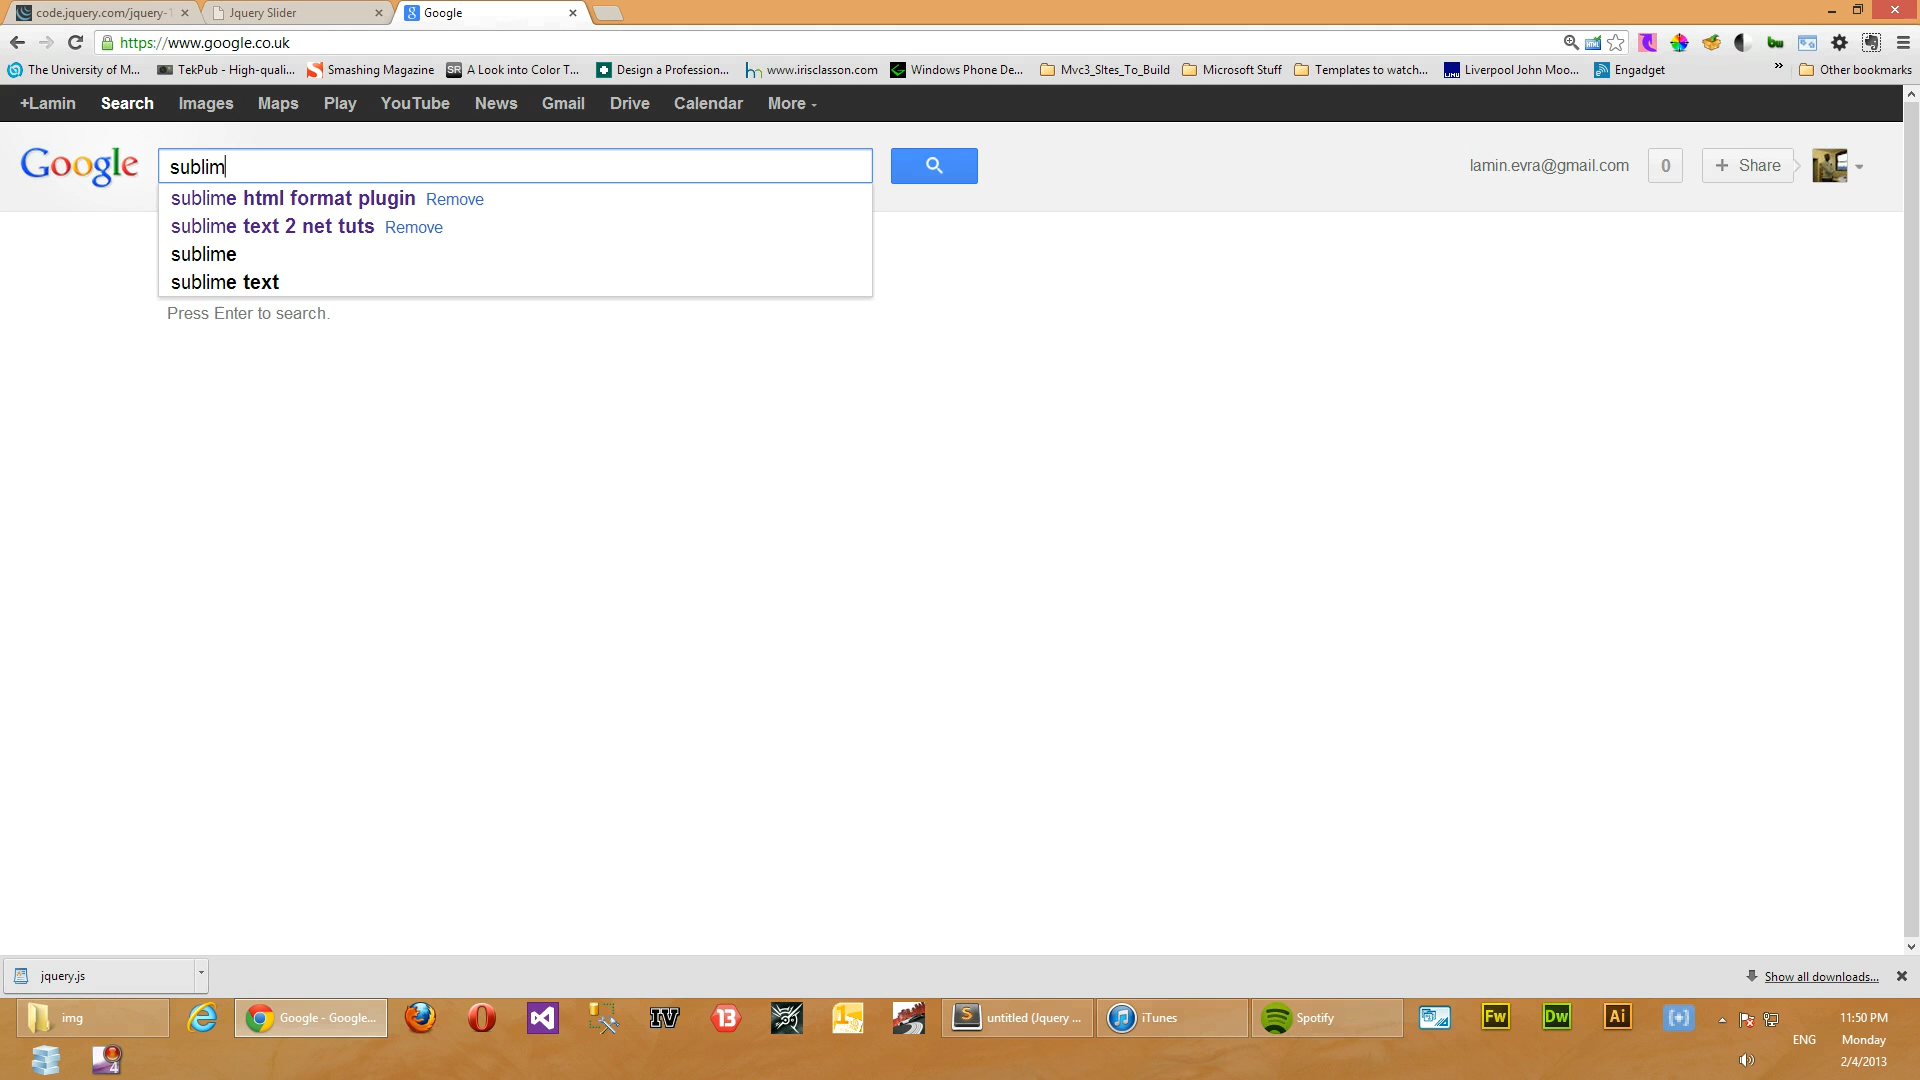 code.jquery.com/jquery-1
Jquery Slider
Google
https://www.google.co.uk
The University of M...
TekPub - High-quali...
Smashing Magazine
SR A Look into Color T...
Design a Profession...
www.irisclasson.com
Windows Phone De...
Mvc3_SItes_To_Build
Microsoft Stuff
Templates to watch...
Liverpool John Moo...
Engadget
»
Other bookmarks
+Lamin Search Images Maps Play YouTube News Gmail Drive Calendar More
Google
sublim
lamin.evra@gmail.com
0
+ Share
sublime html format plugin Remove
sublime text 2 net tuts Remove
sublime
sublime text
Press Enter to search.
jquery.js
Show all downloads...
img
Google - Google...
IV
13
untitled (Jquery ...
iTunes
Spotify
Fw
Dw
Ai
11:50 PM
ENG
Monday
2/4/2013
4